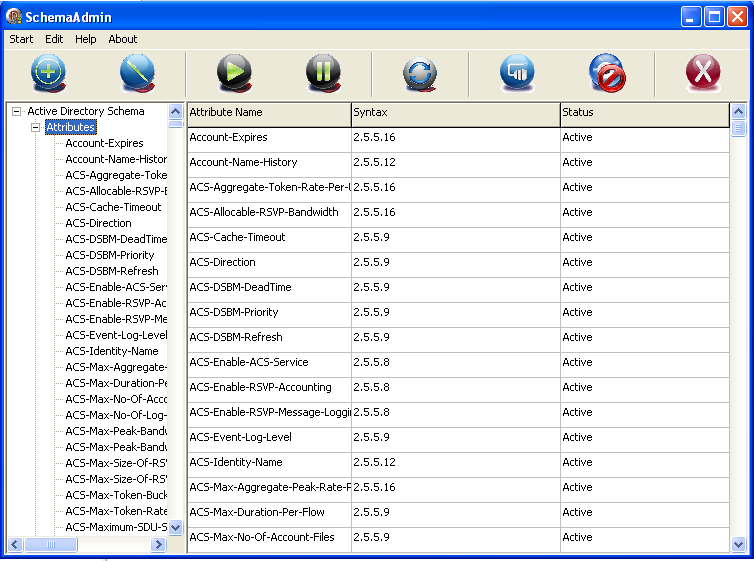 SchemaAdmin
Start Edit Help About
Active Directory Schema
Attributes
Account-Expires
Account-Name-Histor
ACS-Aggregate-Toke
ACS-Allocable-RSVP-E
ACS-Cache-Timeout
ACS-Direction
ACS-DSBM-DeadTime
ACS-DSBM-Priority
ACS-DSBM-Refresh
ACS-Enable-ACS-Serv
ACS-Enable-RSVP-Ac
ACS-Enable-RSVP-Me
ACS-Event-Log-Level
ACS-Identity-Name
ACS-Max-Aggregate-
ACS-Max-Duration-Pe
ACS-Max-No-Of-Acco
ACS-Max-No-Of-Log-
ACS-Max-Peak-Bandu
ACS-Max-Peak-Bandu
ACS-Max-Size-Of-RSV
ACS-Max-Size-Of-RSV
ACS-Max-Token-Buck
ACS-Max-Token-Rate
ACS-Maximum-SDU-S
Attribute Name Syntax Status
Account-Expires 2.5.5.16 Active
Account-Name-History 2.5.5.12 Active
ACS-Aggregate-Token-Rate-Per-U 2.5.5.16 Active
ACS-Allocable-RSVP-Bandwidth 2.5.5.16 Active
ACS-Cache-Timeout 2.5.5.9 Active
ACS-Direction 2.5.5.9 Active
ACS-DSBM-DeadTime 2.5.5.9 Active
ACS-DSBM-Priority 2.5.5.9 Active
ACS-DSBM-Refresh 2.5.5.9 Active
ACS-Enable-ACS-Service 2.5.5.8 Active
ACS-Enable-RSVP-Accounting 2.5.5.8 Active
ACS-Enable-RSVP-Message-Loggi 2.5.5.8 Active
ACS-Event-Log-Level 2.5.5.9 Active
ACS-Identity-Name 2.5.5.12 Active
ACS-Max-Aggregate-Peak-Rate-P 2.5.5.16 Active
ACS-Max-Duration-Per-Flow 2.5.5.9 Active
ACS-Max-No-Of-Account-Files 2.5.5.9 Active